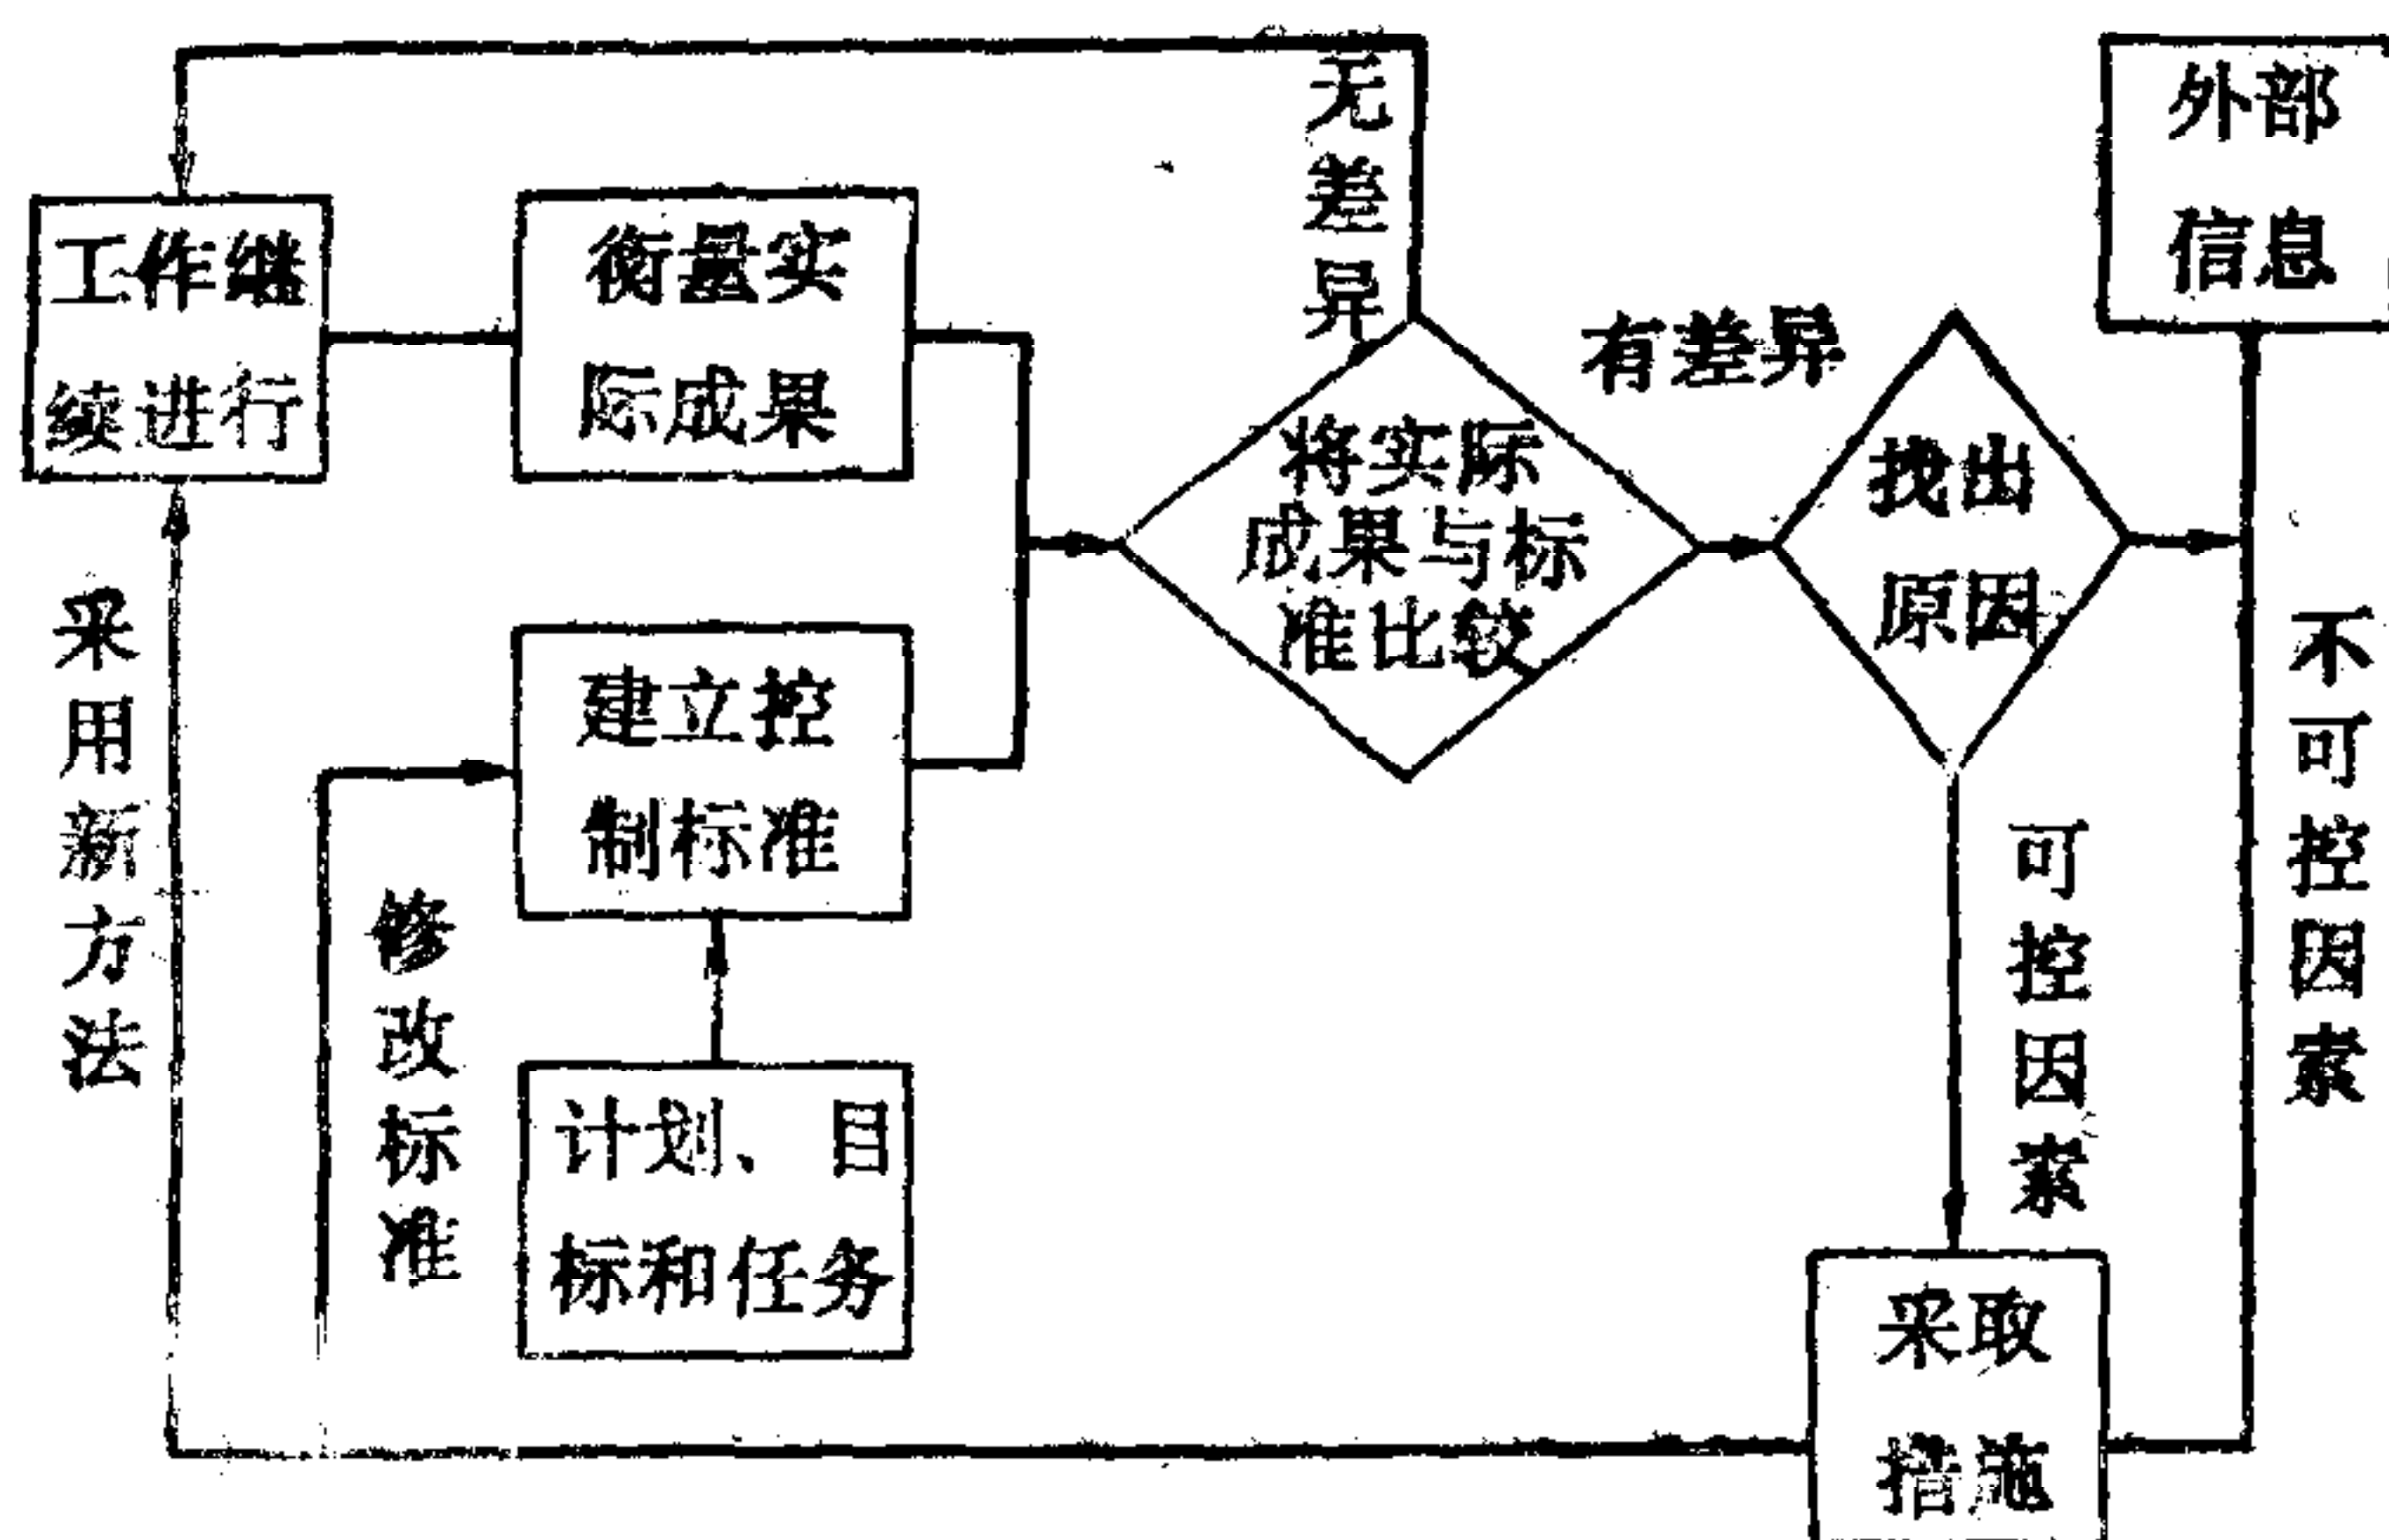 无差异
外部
信息
工作继
续进行
衡量实
际成果
有差异
将实际
成果与标
准比较
找出
原因
采用新方法
建立控
制标准
修改标准
不可控因素
可控因素
计划、目
标和任务
采取
措施